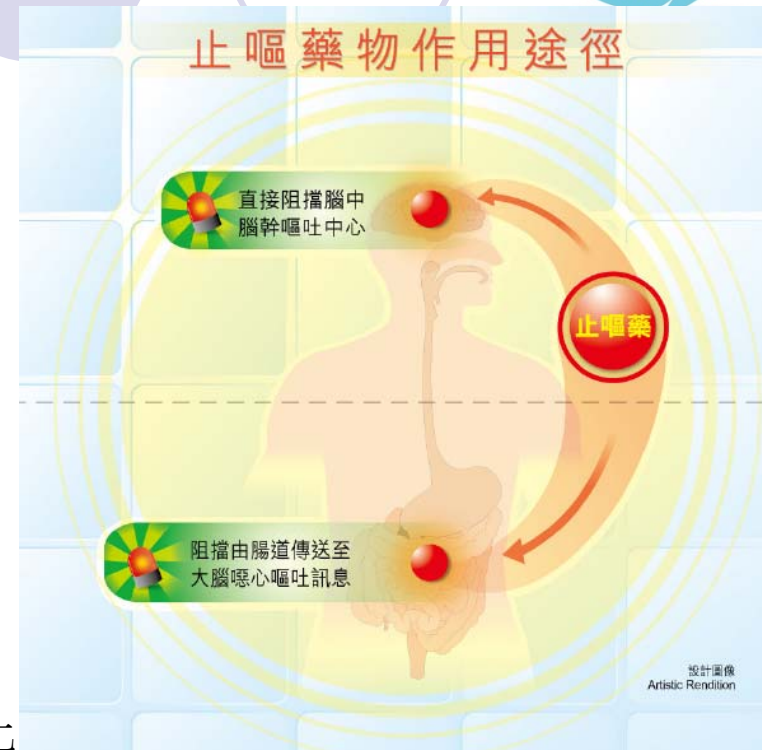 止嘔藥物作用途徑
直接阻擋腦中
腦幹嘔吐中心
止嘔藥
阻擋由腸道傳送至
大腦噁心嘔吐訊息
設計圖像
Artistic Rendition